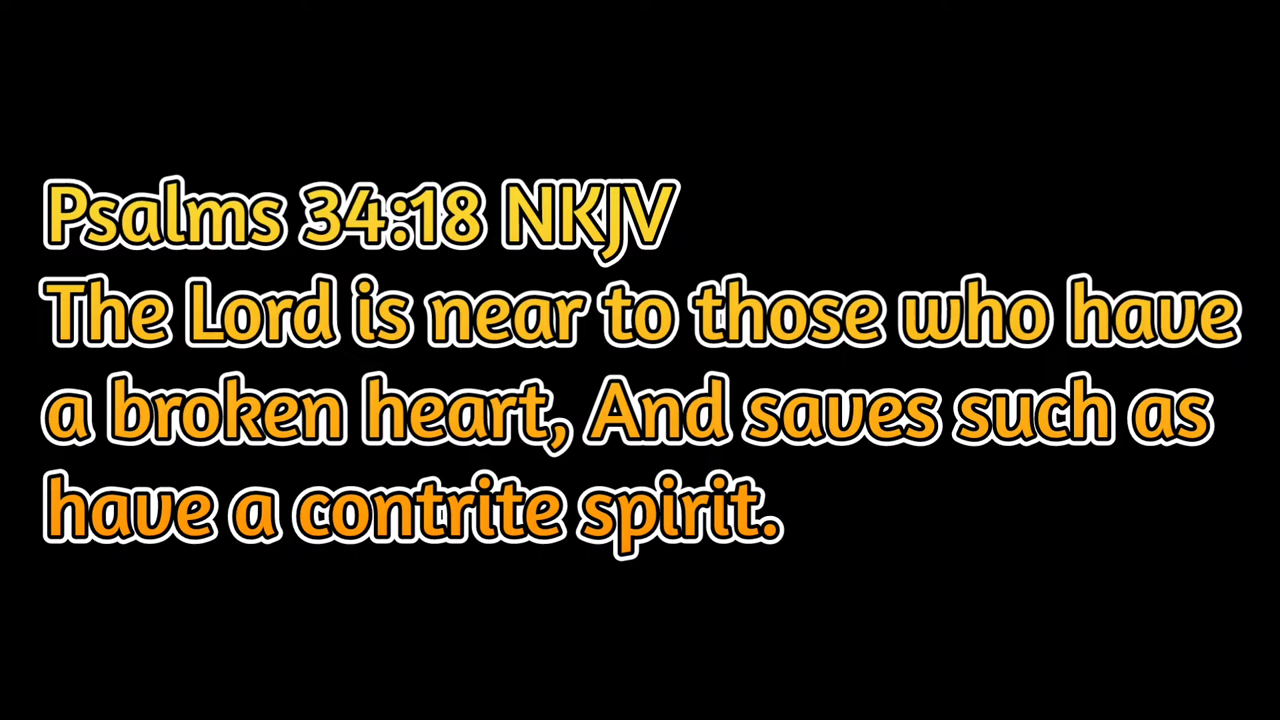 Psalms 34:18 NKJV
The Lord is near to those who have
a broken heart, And saves such as
have a contrite spirit.